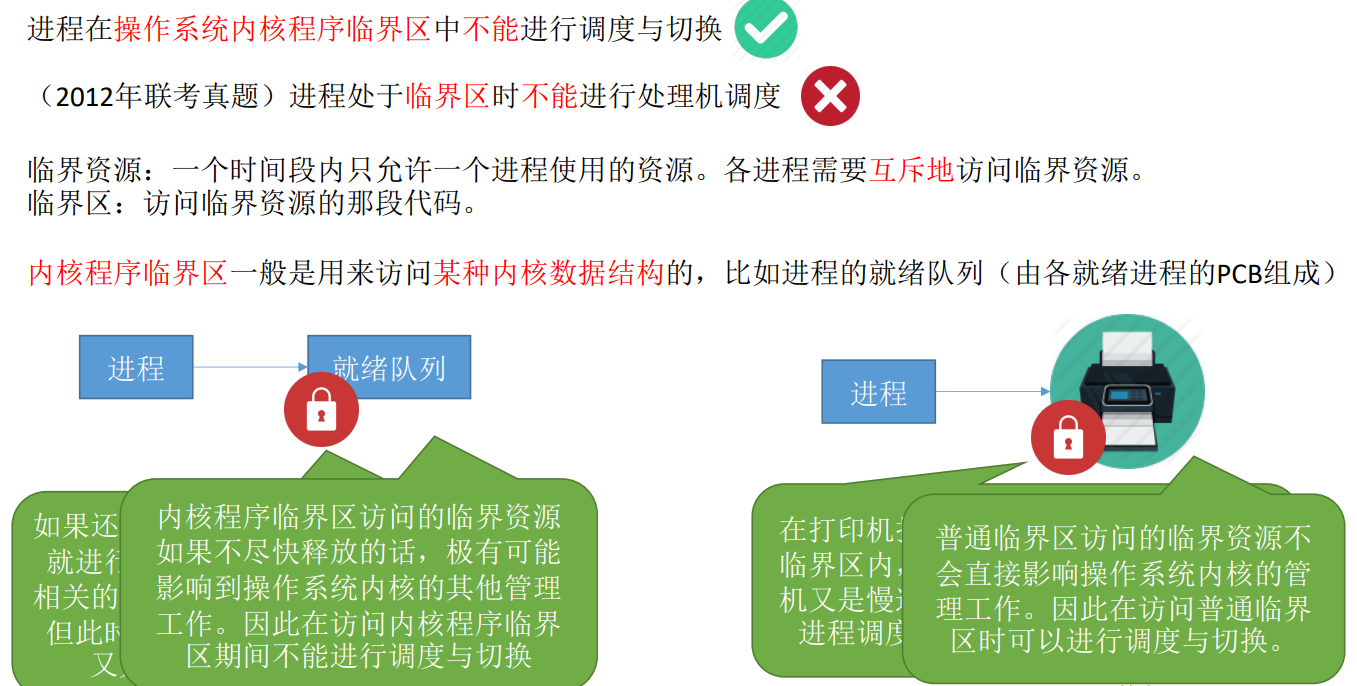 进程在操作系统内核程序临界区中不能进行调度与切换
（2012年联考真题）进程处于临界区时不能进行处理机调度
临界资源：一个时间段内只允许一个进程使用的资源。各进程需要互斥地访问临界资源。
临界区：访问临界资源的那段代码。
内核程序临界区一般是用来访问某种内核数据结构的，比如进程的就绪队列（由各就绪进程的PCB组成）
进程
就绪队列
如果还
就进行
相关的
但此时
又
内核程序临界区访问的临界资源
如果不尽快释放的话，极有可能
影响到操作系统内核的其他管理
工作。因此在访问内核程序临界
区期间不能进行调度与切换
进程
在打印机
临界区内，
机又是慢
进程调度
普通临界区访问的临界资源不
会直接影响操作系统内核的管
理工作。因此在访问普通临界
区时可以进行调度与切换。